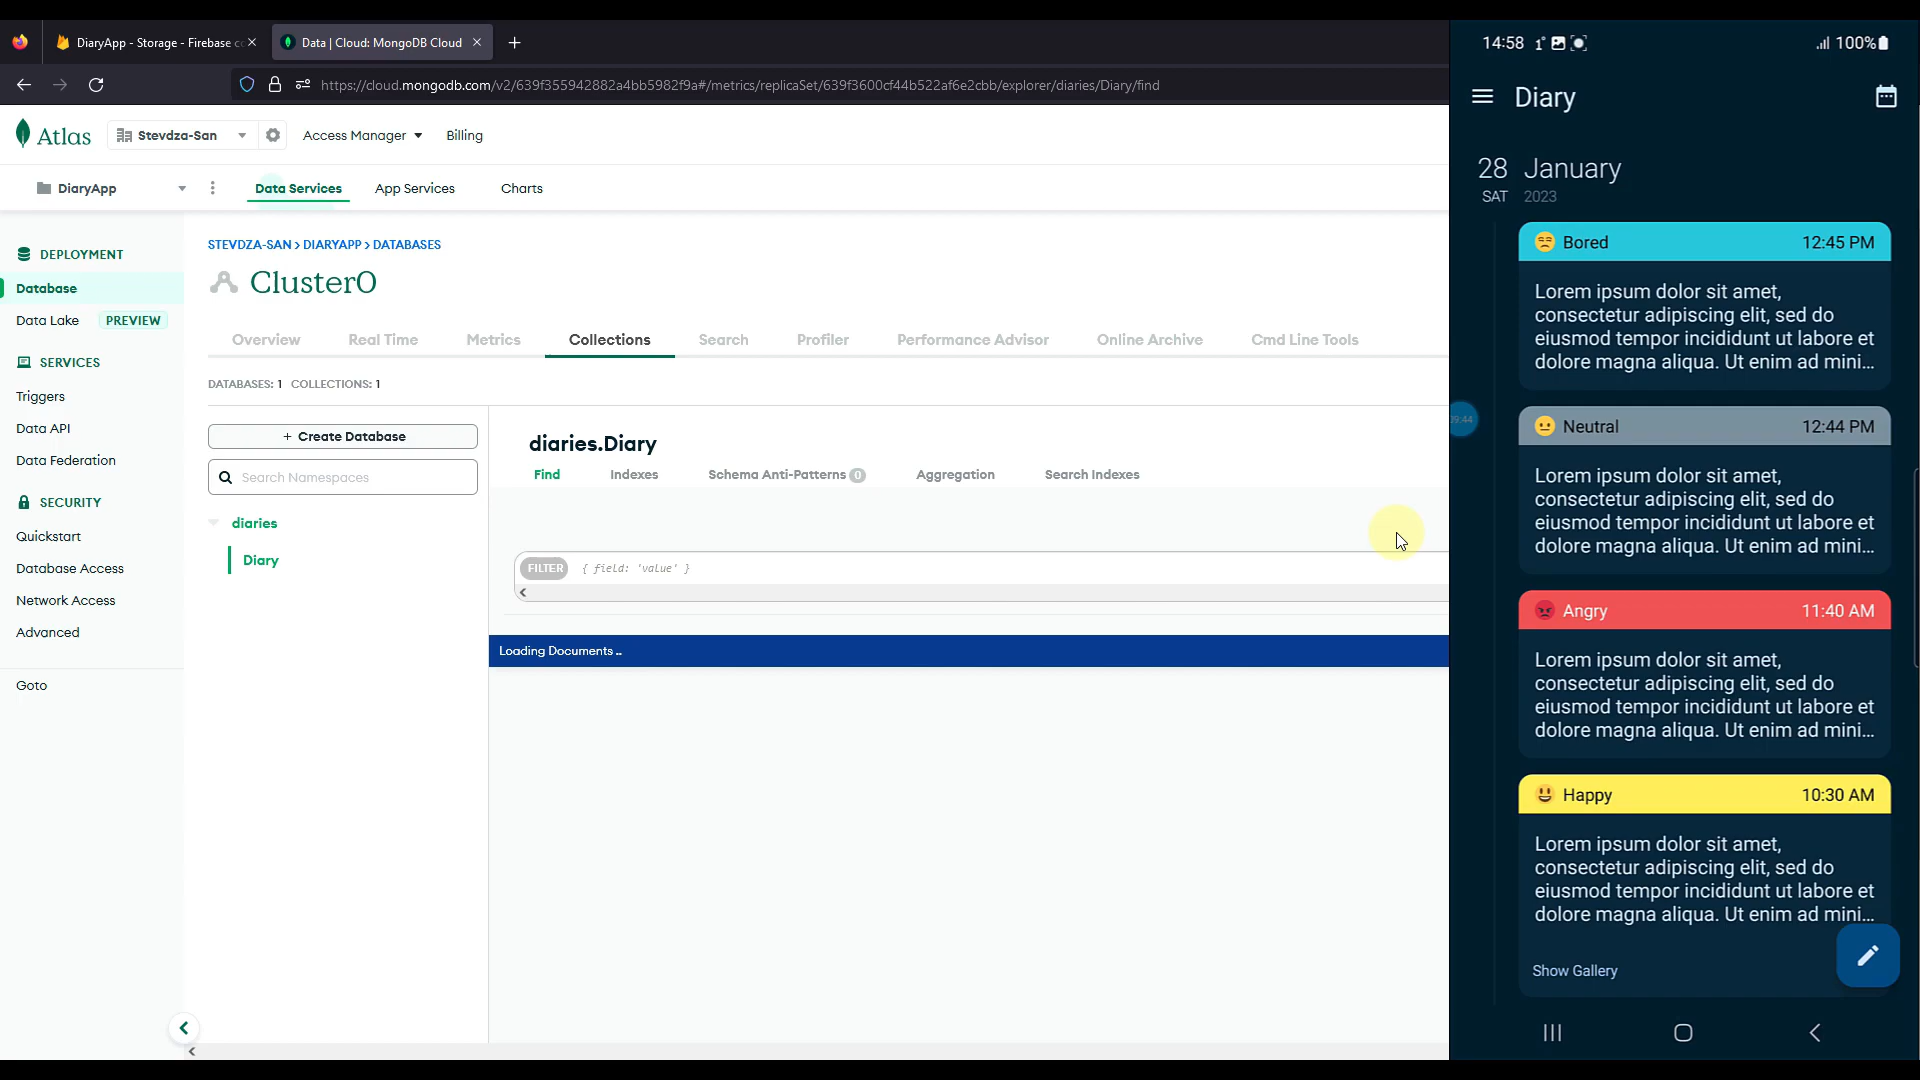 DiaryApp - Storage - Firebase c
Data | Cloud: MongoDB Cloud
https://cloud.mongodb.com/v2/639f355942882a4bb5982f9a#/metrics/replicaSet/639f3600cf44b522af6e2cbb/explorer/diaries/Diary/find
Atlas
Stevdza-San
Access Manager
Billing
DiaryApp
Data Services
App Services
Charts
DEPLOYMENT
Database
Data Lake PREVIEW
SERVICES
Triggers
Data API
Data Federation
SECURITY
Quickstart
Database Access
Network Access
Advanced
Goto
STEVDZA-SAN > DIARYAPP > DATABASES
Cluster0
Overview
Real Time
Metrics
Collections
Search
Profiler
Performance Advisor
Online Archive
Cmd Line Tools
DATABASES: 1 COLLECTIONS: 1
+ Create Database
Search Namespaces
diaries
Diary
diaries.Diary
Find
Indexes
Schema Anti-Patterns 0
Aggregation
Search Indexes
FILTER { field: 'value' }
Loading Documents ..
14:58 1° 100%
Diary
28 January
SAT 2023
Bored 12:45 PM
Lorem ipsum dolor sit amet,
consectetur adipiscing elit, sed do
eiusmod tempor incididunt ut labore et
dolore magna aliqua. Ut enim ad mini...
Neutral 12:44 PM
Lorem ipsum dolor sit amet,
consectetur adipiscing elit, sed do
eiusmod tempor incididunt ut labore et
dolore magna aliqua. Ut enim ad mini...
Angry 11:40 AM
Lorem ipsum dolor sit amet,
consectetur adipiscing elit, sed do
eiusmod tempor incididunt ut labore et
dolore magna aliqua. Ut enim ad mini...
Happy 10:30 AM
Lorem ipsum dolor sit amet,
consectetur adipiscing elit, sed do
eiusmod tempor incididunt ut labore et
dolore magna aliqua. Ut enim ad mini...
Show Gallery